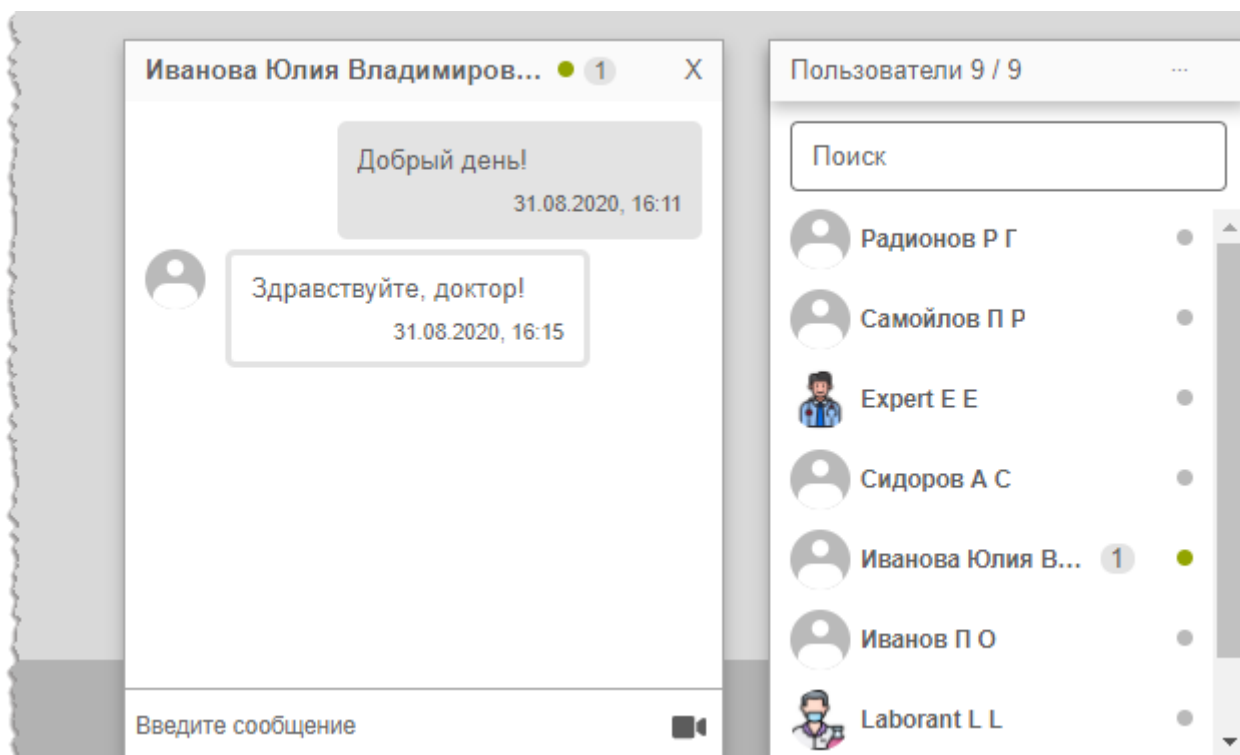 Иванова Юлия Владимиров... 1 X
Добрый день!
31.08.2020, 16:11
Здравствуйте, доктор!
31.08.2020, 16:15
Введите сообщение
Пользователи 9 / 9 ...
Поиск
Радионов Р Г
Самойлов П Р
Expert E E
Сидоров А С
Иванова Юлия В... 1
Иванов П О
Laborant L L